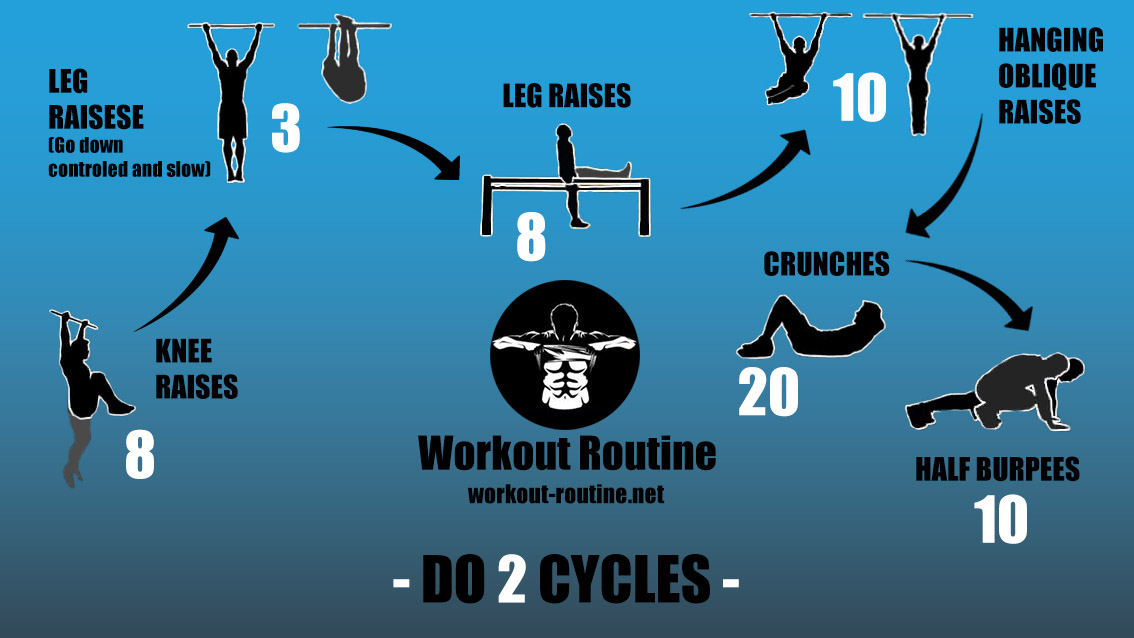 LEG
RAISESE
(Go down
controled and slow)
3
LEG RAISES
8
10
HANGING
OBLIQUE
RAISES
KNEE
RAISES
8
CRUNCHES
20
HALF BURPEES
10
Workout Routine
workout-routine.net
- DO 2 CYCLES -